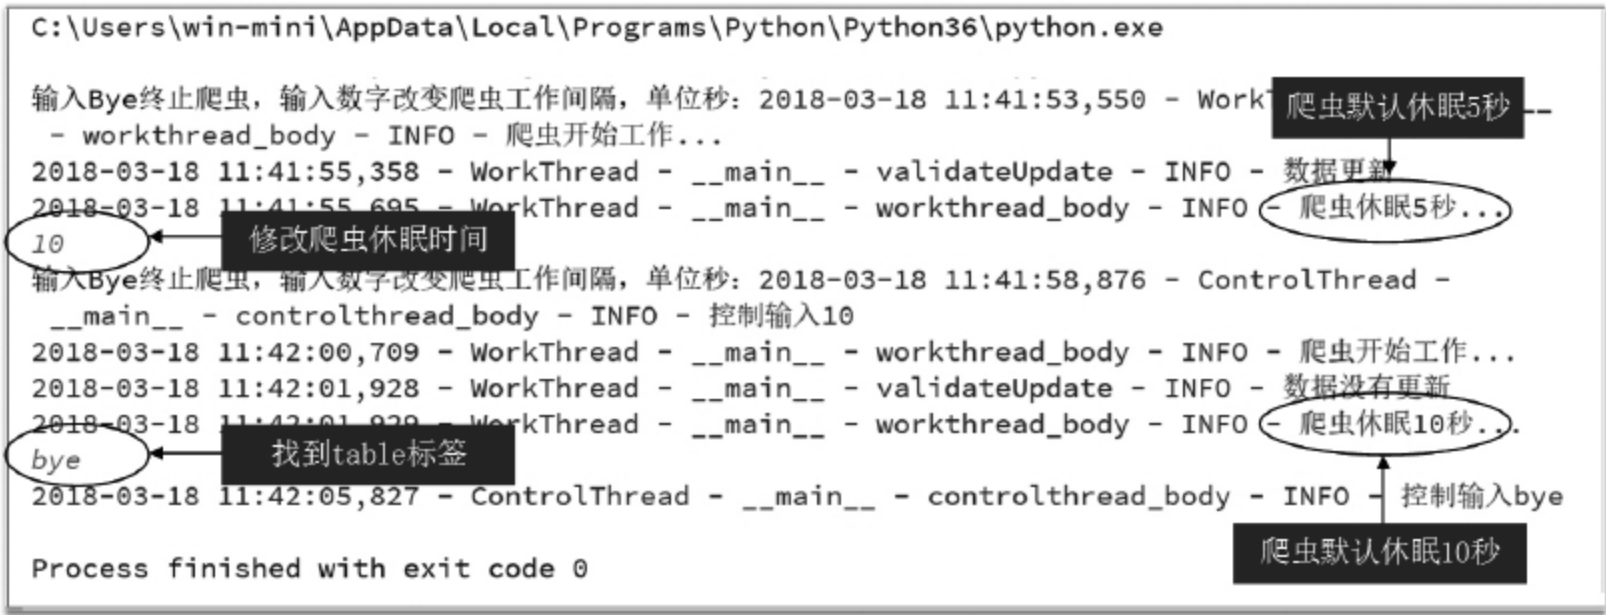 C:\Users\win-mini\AppData\Local\Programs\Python\Python36\python.exe
输入Bye终止爬虫，输入数字改变爬虫工作间隔，单位秒：2018-03-18 11:41:53,550 - Work
爬虫默认休眠5秒
__
- workthread_body - INFO - 爬虫开始工作...
2018-03-18 11:41:55,358 - WorkThread - __main__ - validateUpdate - INFO - 数据更新
2018-03-18 11:41:55,695 - WorkThread - __main__ - workthread_body - INFO - 爬虫休眠5秒...
10
修改爬虫休眠时间
输入Bye终止爬虫，输入数字改变爬虫工作间隔，单位秒：2018-03-18 11:41:58,876 - ControlThread -
__main__ - controlthread_body - INFO - 控制输入10
2018-03-18 11:42:00,709 - WorkThread - __main__ - workthread_body - INFO - 爬虫开始工作...
2018-03-18 11:42:01,928 - WorkThread - __main__ - validateUpdate - INFO - 数据没有更新
2018-03-18 11:42:01,929 - WorkThread - __main__ - workthread_body - INFO - 爬虫休眠10秒...
bye
找到table标签
2018-03-18 11:42:05,827 - ControlThread - __main__ - controlthread_body - INFO - 控制输入bye
爬虫默认休眠10秒
Process finished with exit code 0